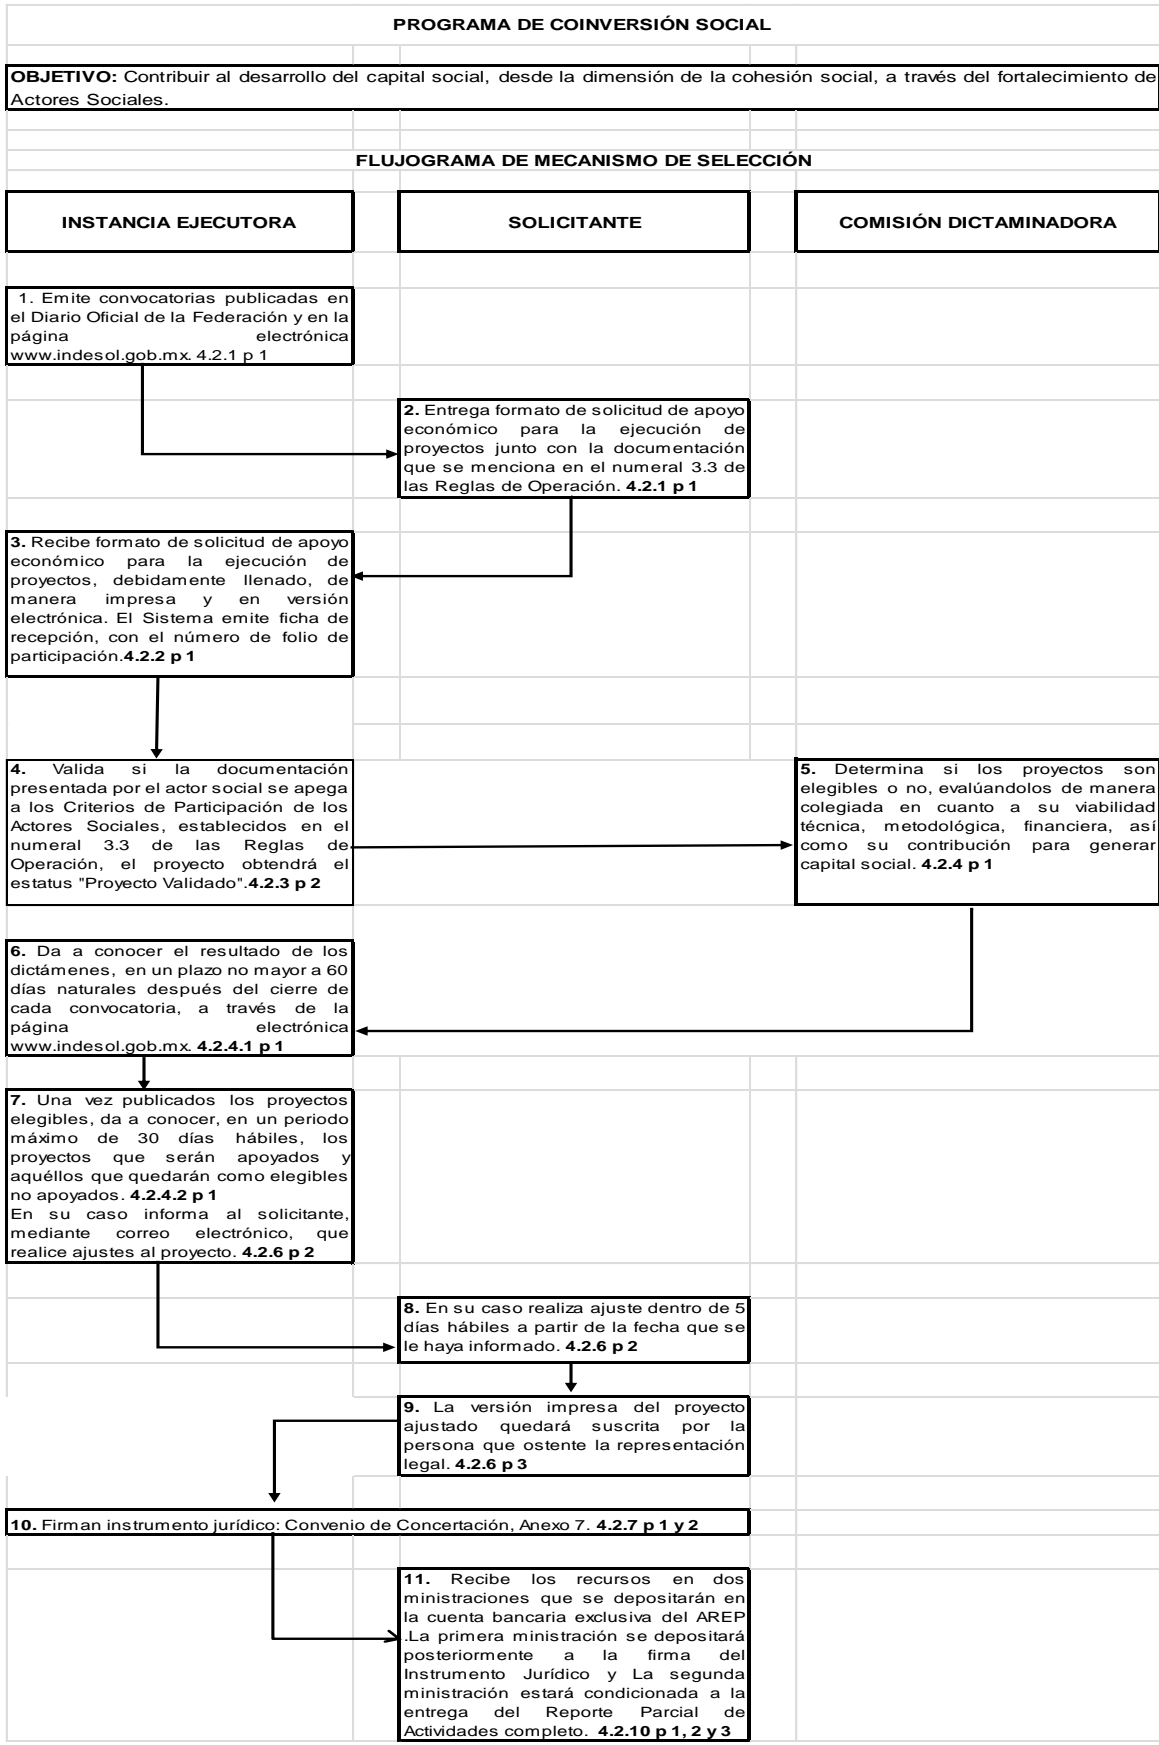 PROGRAMA DE COINVERSIÓN SOCIAL
OBJETIVO: Contribuir al desarrollo del capital social, desde la dimensión de la cohesión social, a través del fortalecimiento de
Actores Sociales.
FLUJOGRAMA DE MECANISMO DE SELECCIÓN
INSTANCIA EJECUTORA
SOLICITANTE
COMISIÓN DICTAMINADORA
1. Emite convocatorias publicadas en
el Diario Oficial de la Federación y en la
página electrónica
www.indesol.gob.mx. 4.2.1 p 1
2. Entrega formato de solicitud de apoyo
económico para la ejecución de
proyectos junto con la documentación
que se menciona en el numeral 3.3 de
las Reglas de Operación. 4.2.1 p 1
3. Recibe formato de solicitud de apoyo
económico para la ejecución de
proyectos, debidamente llenado, de
manera impresa y en versión
electrónica. El Sistema emite ficha de
recepción, con el número de folio de
participación.4.2.2 p 1
4. Valida si la documentación
presentada por el actor social se apega
a los Criterios de Participación de los
Actores Sociales, establecidos en el
numeral 3.3 de las Reglas de
Operación, el proyecto obtendrá el
estatus "Proyecto Validado".4.2.3 p 2
5. Determina si los proyectos son
elegibles o no, evalúandolos de manera
colegiada en cuanto a su viabilidad
técnica, metodológica, financiera, así
como su contribución para generar
capital social. 4.2.4 p 1
6. Da a conocer el resultado de los
dictámenes, en un plazo no mayor a 60
días naturales después del cierre de
cada convocatoria, a través de la
página electrónica
www.indesol.gob.mx. 4.2.4.1 p 1
7. Una vez publicados los proyectos
elegibles, da a conocer, en un periodo
máximo de 30 días hábiles, los
proyectos que serán apoyados y
aquéllos que quedarán como elegibles
no apoyados. 4.2.4.2 p 1
En su caso informa al solicitante,
mediante correo electrónico, que
realice ajustes al proyecto. 4.2.6 p 2
8. En su caso realiza ajuste dentro de 5
días hábiles a partir de la fecha que se
le haya informado. 4.2.6 p 2
9. La versión impresa del proyecto
ajustado quedará suscrita por la
persona que ostente la representación
legal. 4.2.6 p 3
10. Firman instrumento jurídico: Convenio de Concertación, Anexo 7. 4.2.7 p 1 y 2
11. Recibe los recursos en dos
ministraciones que se depositarán en
la cuenta bancaria exclusiva del AREP
.La primera ministración se depositará
posteriormente a la firma del
Instrumento Jurídico y La segunda
ministración estará condicionada a la
entrega del Reporte Parcial de
Actividades completo. 4.2.10 p 1, 2 y 3